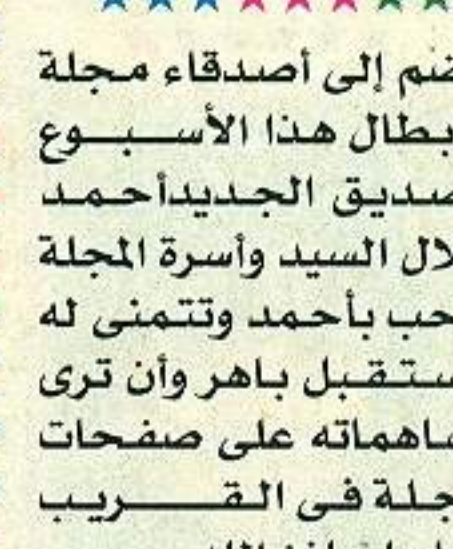 ضم إلى أصدقاء مجلة
بطال هذا الأسبوع
صديق الجديدأحمد
لال السيد وأسرة المجلة
حب بأحمد وتتمنى له
ستقبل باهر وأن ترى
ساهماته على صفحات
جلة فى القريب